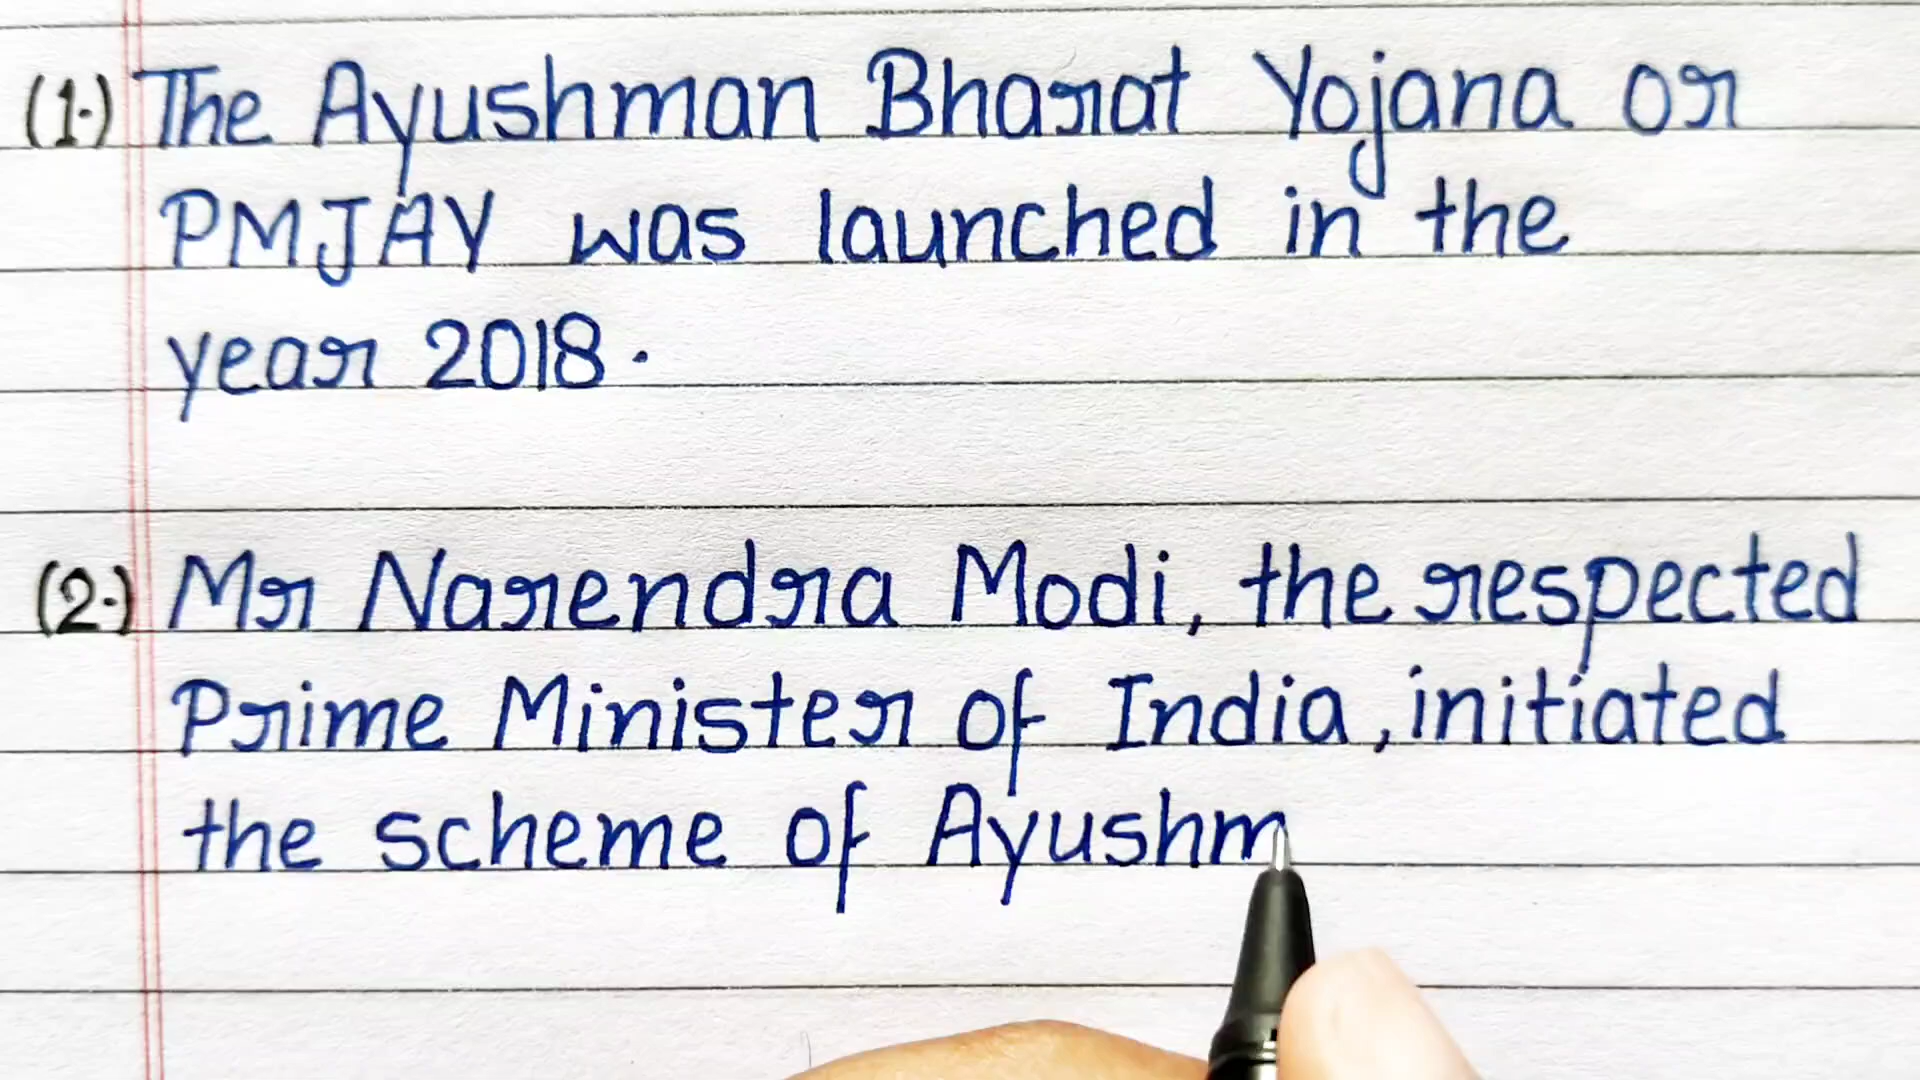 (1.) The Ayushman Bharat Yojana or
PMJAY was launched in the
year 2018.
(2.) Mr Narendra Modi, the respected
Prime Minister of India, initiated
the scheme of Ayushm